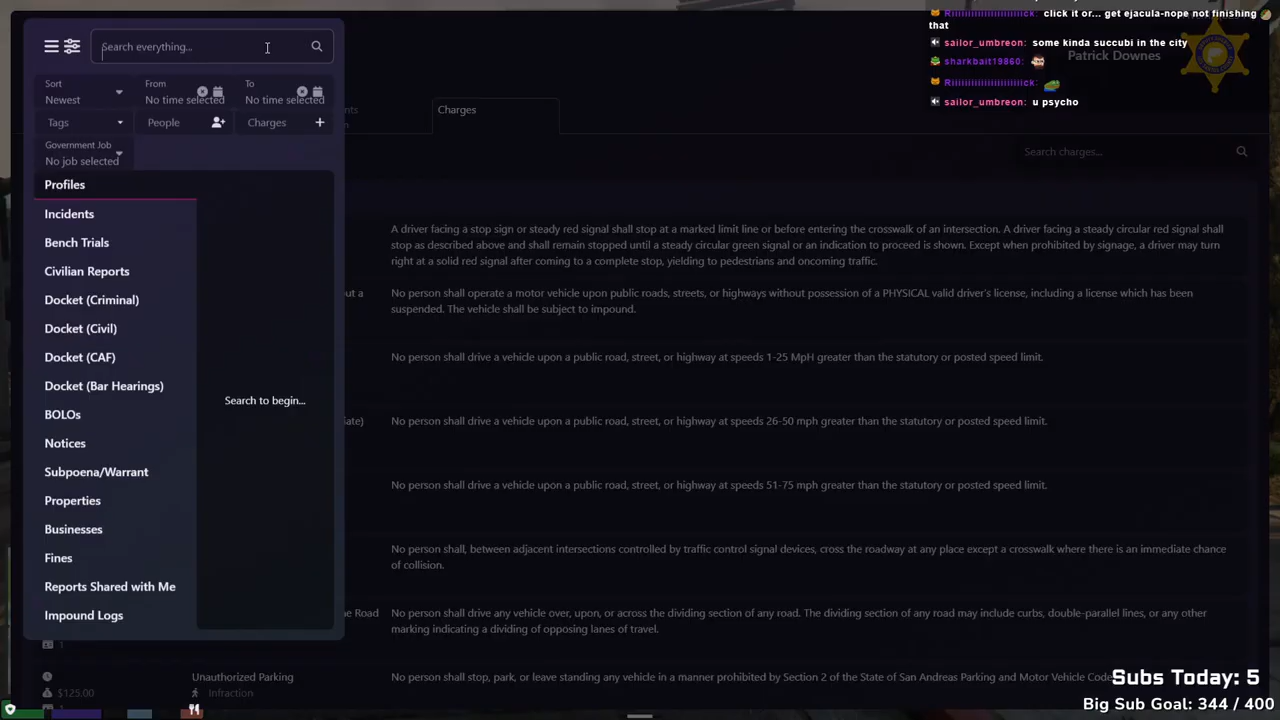 Search everything...
Sort
Newest
From
No time selected
To
No time selected
Tags
People
Charges
Government Job
No job selected
Profiles
Incidents
Bench Trials
Civilian Reports
Docket (Criminal)
Docket (Civil)
Docket (CAF)
Docket (Bar Hearings)
BOLOs
Notices
Subpoena/Warrant
Properties
Businesses
Fines
Reports Shared with Me
Impound Logs
Search to begin...
Charges
Search charges...
Patrick Downes
click it or... get ejacula-nope not finishing
that
sailor_umbreon: some kinda succubi in the city
sharkbait19860:
sailor_umbreon: u psycho
A driver facing a stop sign or steady red signal shall stop at a marked limit line or before entering the crosswalk of an intersection. A driver facing a steady circular red signal shall
stop as described above and shall remain stopped until a steady circular green signal or an indication to proceed is shown. Except when prohibited by signage, a driver may turn
right at a solid red signal after coming to a complete stop, yielding to pedestrians and oncoming traffic.
No person shall operate a motor vehicle upon public roads, streets, or highways without possession of a PHYSICAL valid driver's license, including a license which has been
suspended. The vehicle shall be subject to impound.
No person shall drive a vehicle upon a public road, street, or highway at speeds 1-25 MpH greater than the statutory or posted speed limit.
No person shall drive a vehicle upon a public road, street, or highway at speeds 26-50 mph greater than the statutory or posted speed limit.
No person shall drive a vehicle upon a public road, street, or highway at speeds 51-75 mph greater than the statutory or posted speed limit.
No person shall, between adjacent intersections controlled by traffic control signal devices, cross the roadway at any place except a crosswalk where there is an immediate chance
of collision.
he Road
No person shall drive any vehicle over, upon, or across the dividing section of any road. The dividing section of any road may include curbs, double-parallel lines, or any other
marking indicating a dividing of opposing lanes of travel.
1
Unauthorized Parking
No person shall stop, park, or leave standing any vehicle in a manner prohibited by Section 2 of the State of San Andreas Parking and Motor Vehicle Code
$125.00
Infraction
Subs Today: 5
Big Sub Goal: 344 / 400